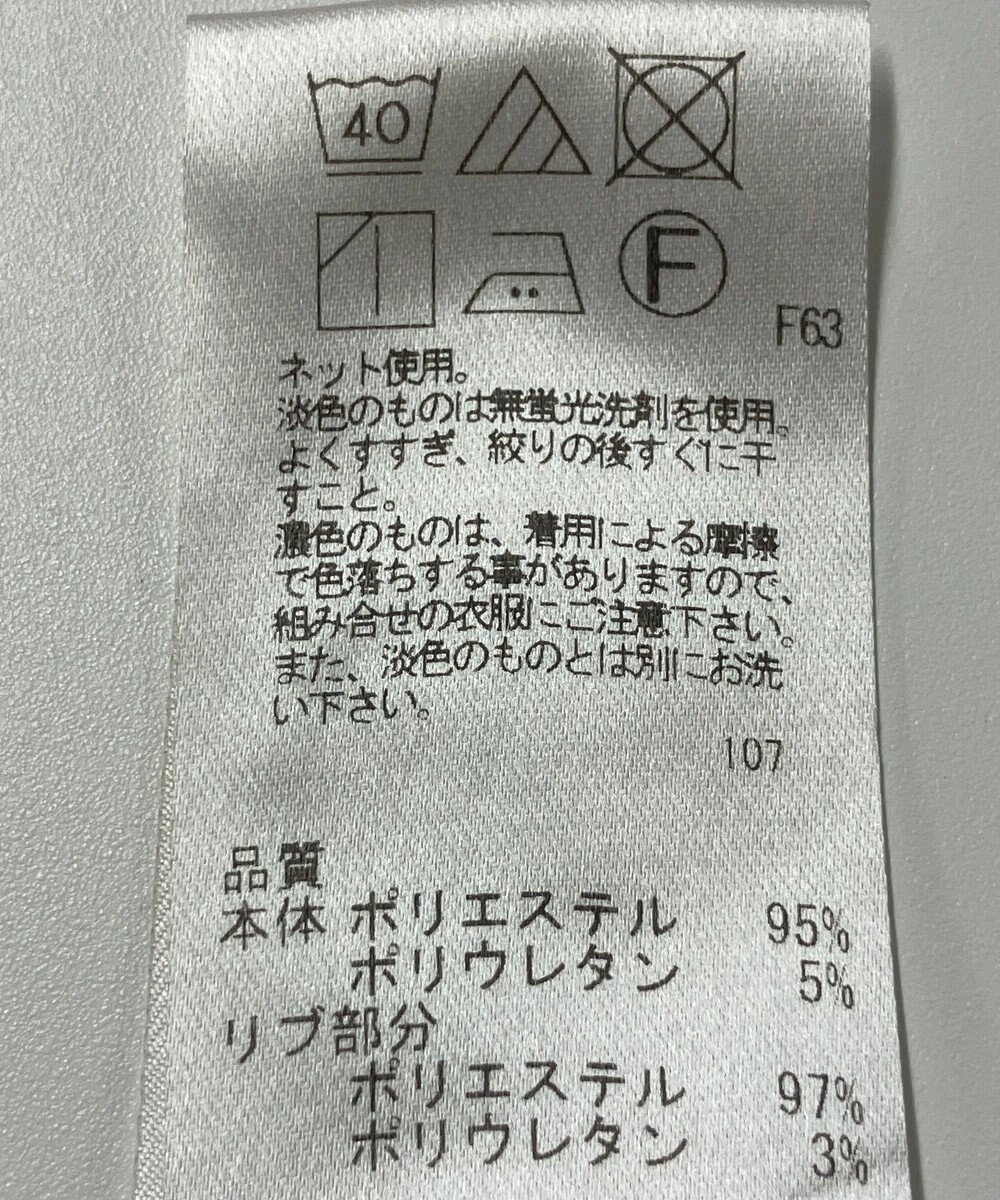 40
F
F63
ネット使用。
淡色のものは無蛍光洗剤を使用。
よくすすぎ、絞りの後すぐに干
すこと。
濃色のものは、着用による摩擦
で色落ちする事がありますので、
組み合せの衣服にご注意下さい。
また、淡色のものとは別にお洗
い下さい。
107
品質
本体 ポリエステル 95%
ポリウレタン 5%
リブ部分
ポリエステル 97%
ポリウレタン 3%